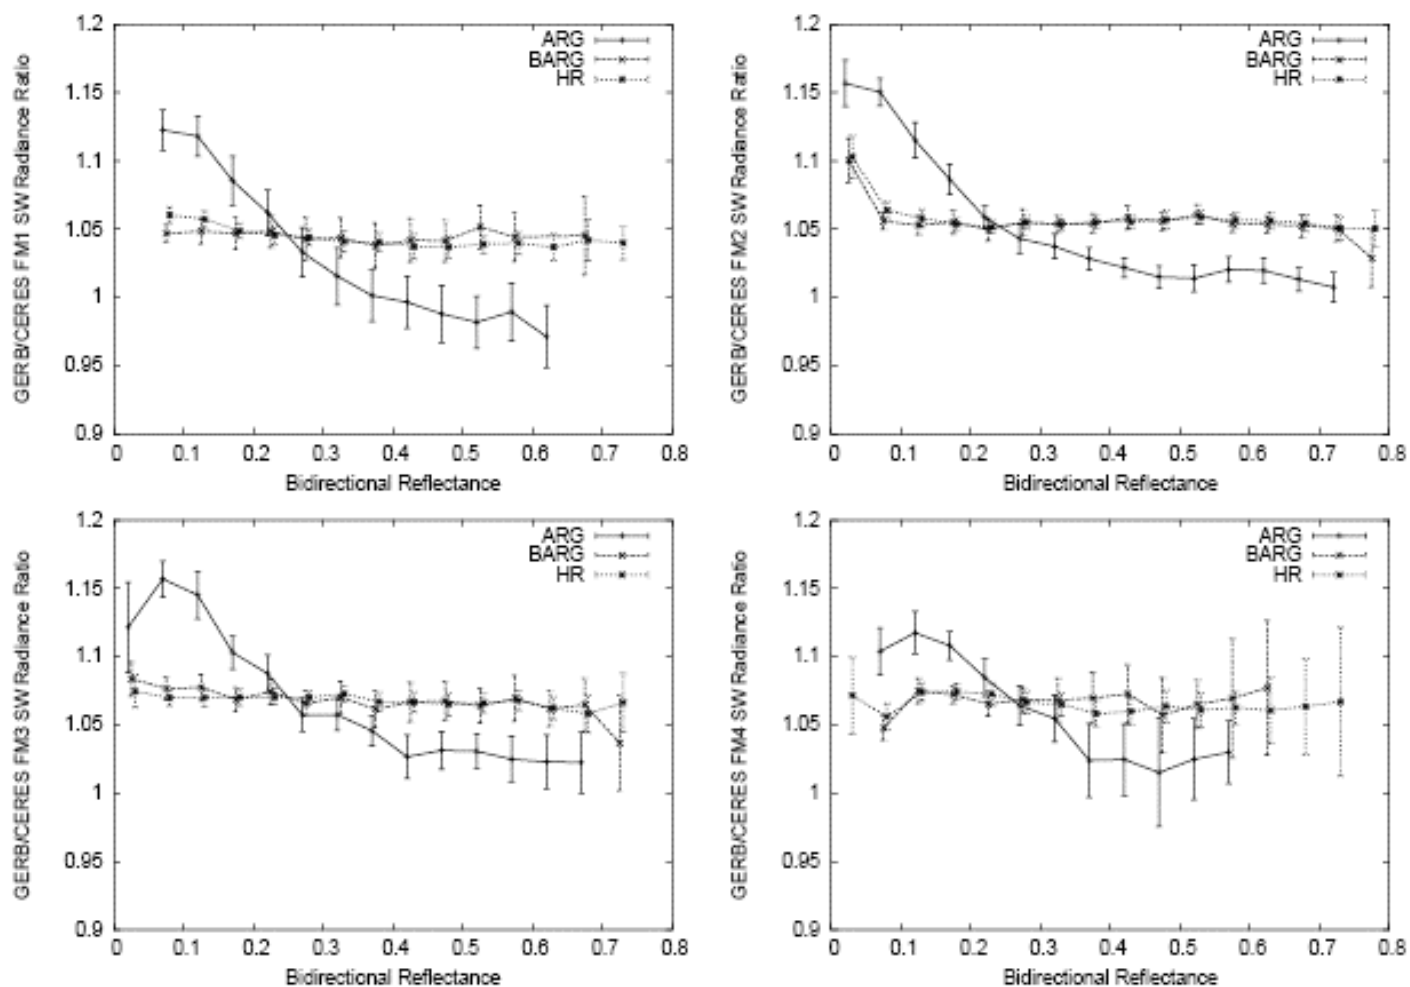 1.2
1.15
1.1
1.05
1
0.95
0.9
0 0.1 0.2 0.3 0.4 0.5 0.6 0.7 0.8
GERB/CERES FM1 SW Radiance Ratio
Bidirectional Reflectance
ARG
BARG
HR
1.2
1.15
1.1
1.05
1
0.95
0.9
0 0.1 0.2 0.3 0.4 0.5 0.6 0.7 0.8
GERB/CERES FM2 SW Radiance Ratio
Bidirectional Reflectance
ARG
BARG
HR
1.2
1.15
1.1
1.05
1
0.95
0.9
0 0.1 0.2 0.3 0.4 0.5 0.6 0.7 0.8
GERB/CERES FM3 SW Radiance Ratio
Bidirectional Reflectance
ARG
BARG
HR
1.2
1.15
1.1
1.05
1
0.95
0.9
0 0.1 0.2 0.3 0.4 0.5 0.6 0.7 0.8
GERB/CERES FM4 SW Radiance Ratio
Bidirectional Reflectance
ARG
BARG
HR